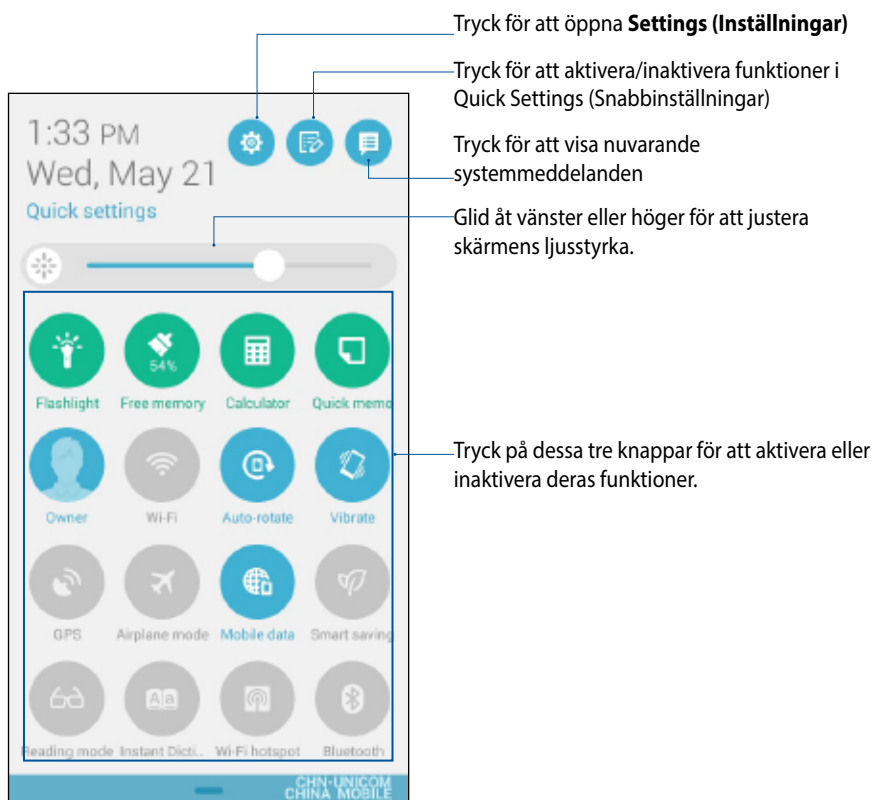 Tryck för att öppna Settings (Inställningar)
Tryck för att aktivera/inaktivera funktioner i
Quick Settings (Snabbinställningar)
Tryck för att visa nuvarande
systemmeddelanden
Glid åt vänster eller höger för att justera
skärmens ljusstyrka.
Tryck på dessa tre knappar för att aktivera eller
inaktivera deras funktioner.
1:33 PM
Wed, May 21
Quick settings
54%
Flashlight Free memory Calculator Quick memo
Owner Wi-Fi Auto-rotate Vibrate
GPS Airplane mode Mobile data Smart saving
Aa
Reading mode Instant Dicti.. Wi-Fi hotspot Bluetooth
CHN-UNICOM
CHINA MOBILE